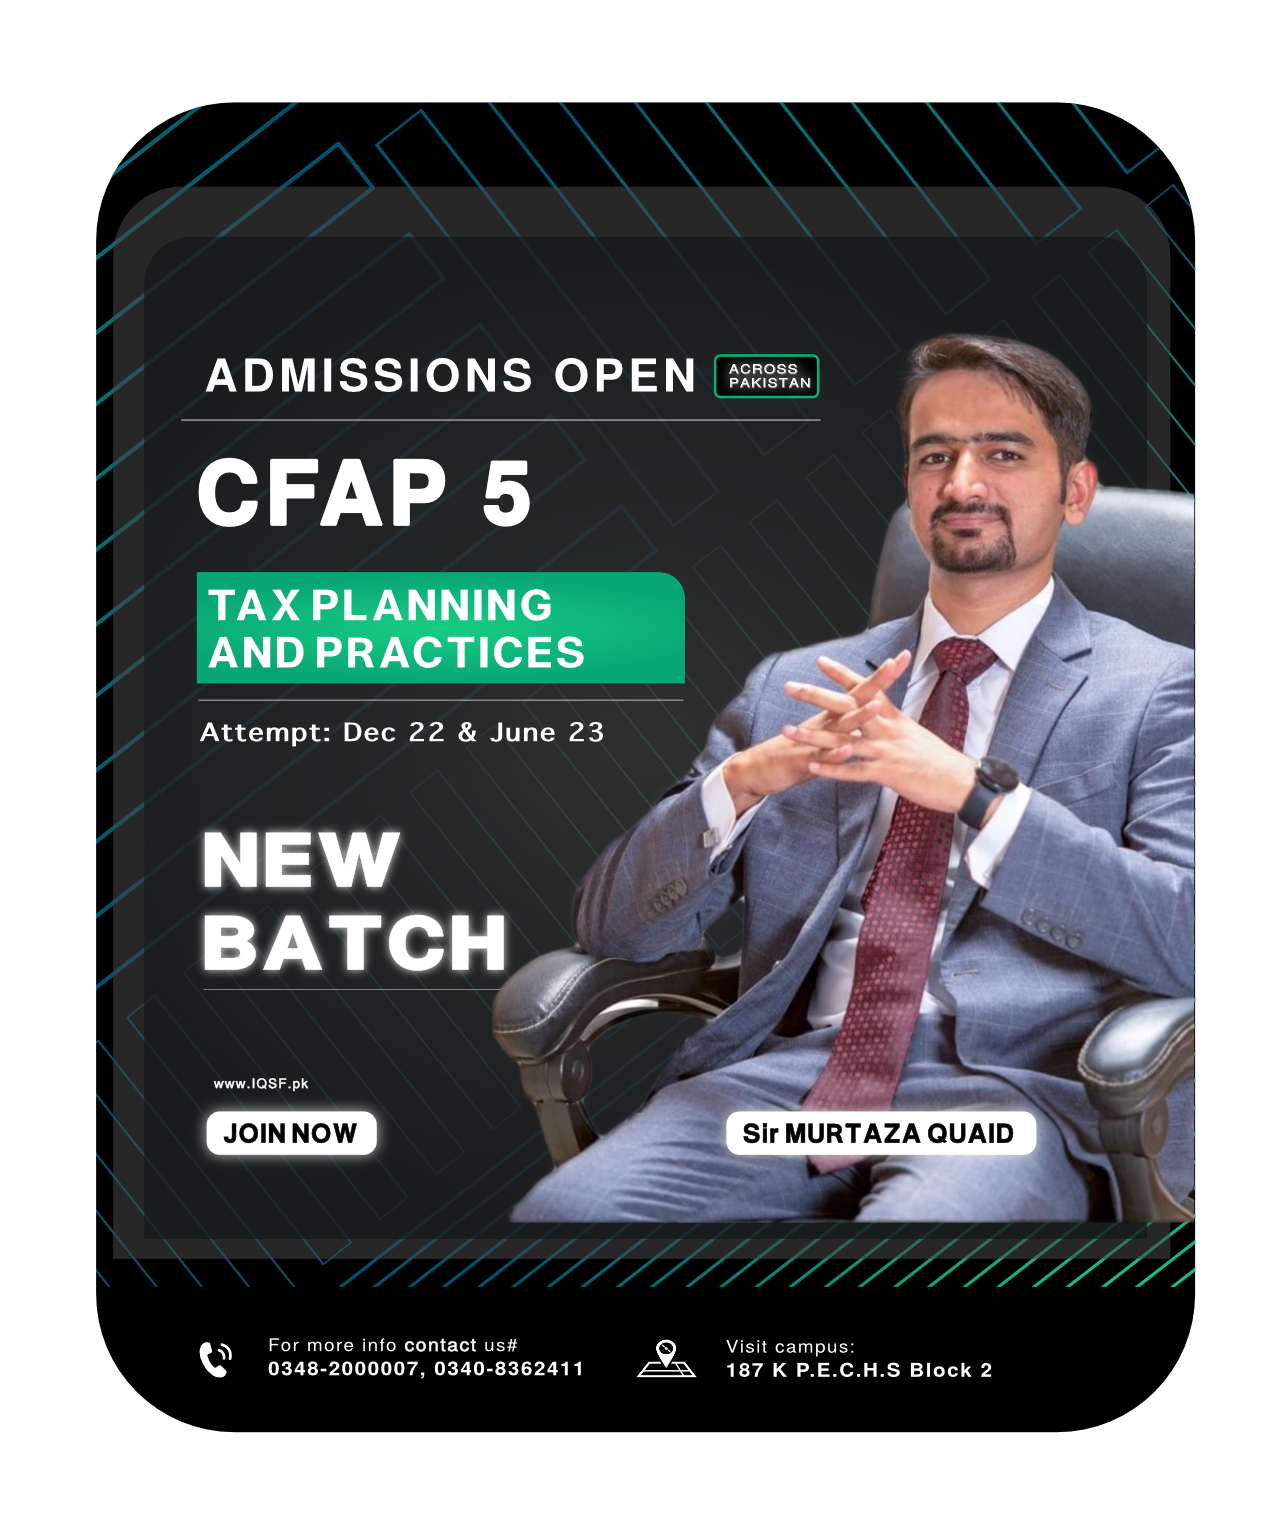 ADMISSIONS OPEN
ACROSS
PAKISTAN
CFAP 5
TAX PLANNING
AND PRACTICES
Attempt: Dec 22 & June 23
NEW
BATCH
www.IQSF.pk
JOIN NOW
Sir MURTAZA QUAID
For more info contact us#
0348-2000007, 0340-8362411
Visit campus:
187 K P.E.C.H.S Block 2